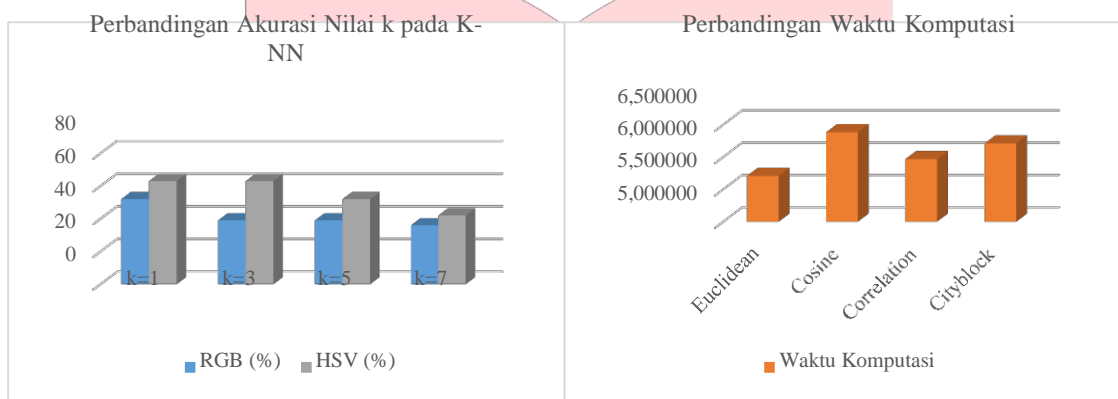 Perbandingan Akurasi Nilai k pada K-
NN
80
60
40
20
0
k=1 k=3 k=5 k=7
RGB (%) HSV (%)
Perbandingan Waktu Komputasi
6,500000
6,000000
5,500000
5,000000
Euclidean
Cosine
Correlation
Cityblock
Waktu Komputasi